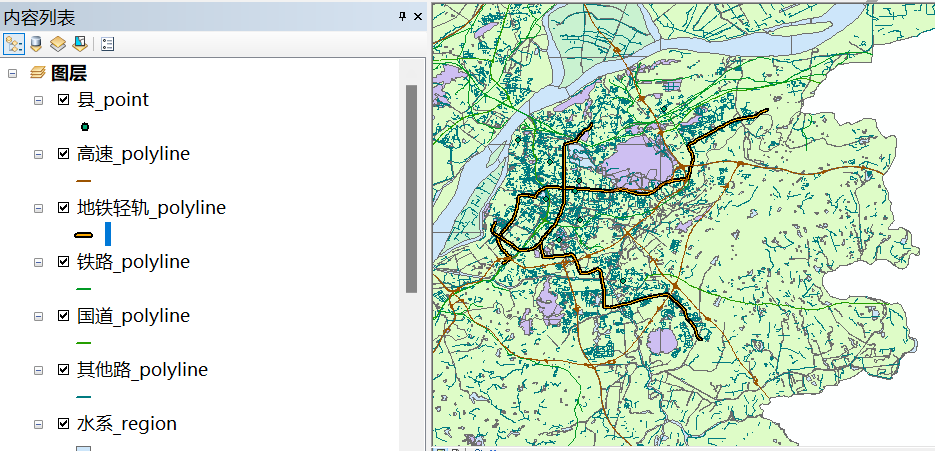 内容列表
图层
县_point
高速_polyline
地铁轻轨_polyline
铁路_polyline
国道_polyline
其他路_polyline
水系_region